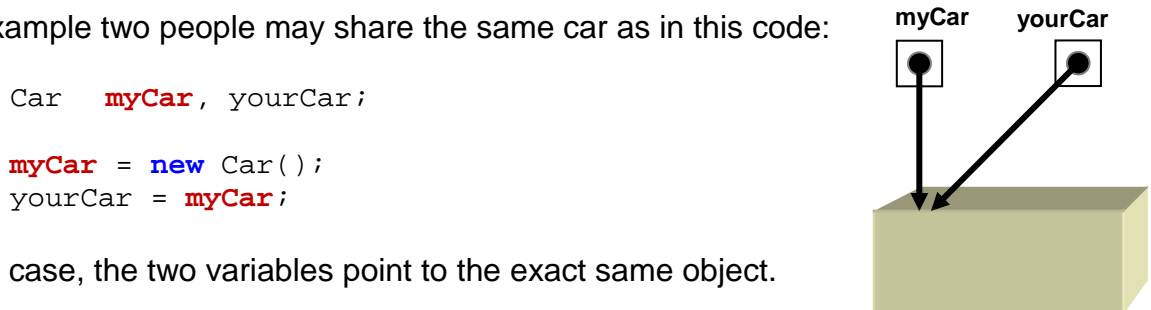 xample two people may share the same car as in this code:
Car myCar, yourCar;
myCar = new Car();
yourCar = myCar;
case, the two variables point to the exact same object.
myCar yourCar